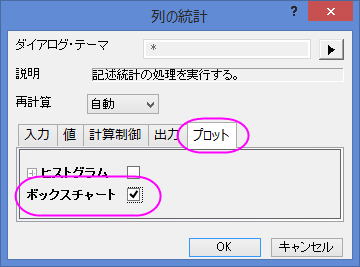 列の統計
?
ダイアログ・テーマ *
説明 記述統計の処理を実行する。
再計算 自動
入力 値 計算制御 出力 プロット
ヒストグラム
ボックスチャート
OK キャンセル